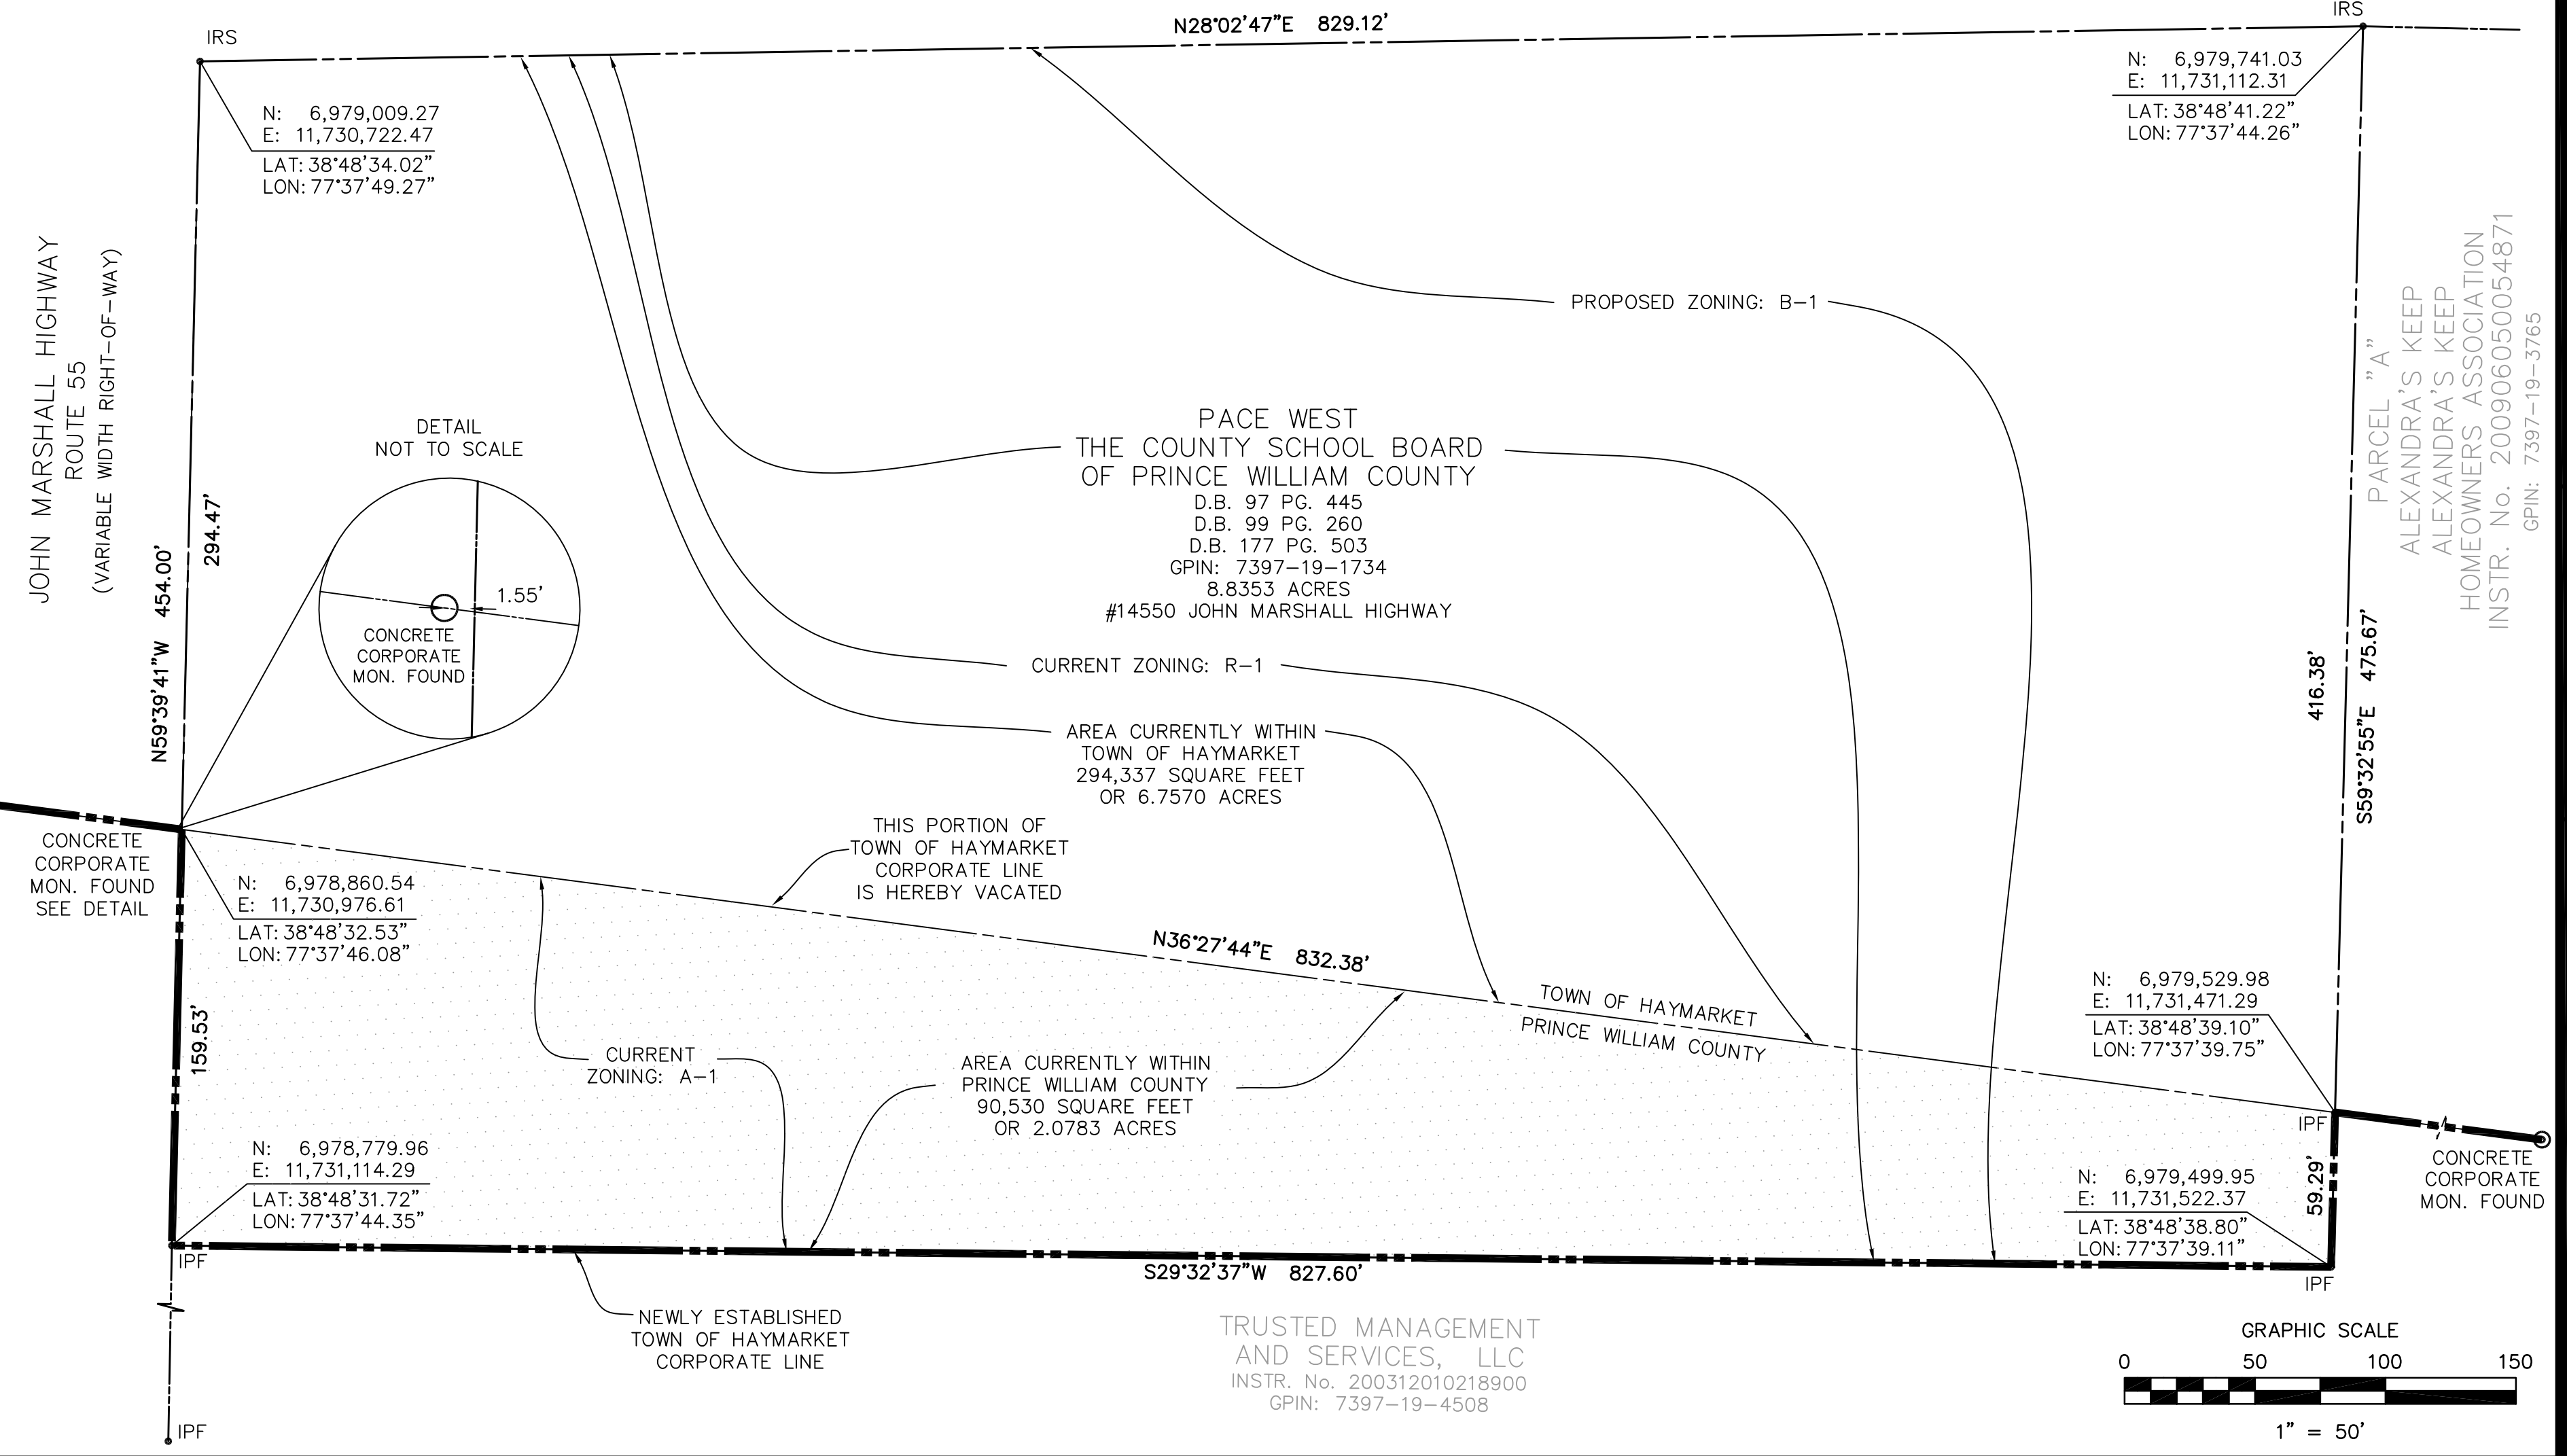 N28°02'47"E 829.12'
IRS
IRS
N: 6,979,009.27
E: 11,730,722.47
LAT: 38°48'34.02"
LON: 77°37'49.27"
N: 6,979,741.03
E: 11,731,112.31
LAT: 38°48'41.22"
LON: 77°37'44.26"
JOHN MARSHALL HIGHWAY
ROUTE 55
(VARIABLE WIDTH RIGHT-OF-WAY)
N59°39'41"W 454.00'
294.47'
DETAIL
NOT TO SCALE
1.55'
CONCRETE
CORPORATE
MON. FOUND
PROPOSED ZONING: B-1
PACE WEST
THE COUNTY SCHOOL BOARD
OF PRINCE WILLIAM COUNTY
D.B. 97 PG. 445
D.B. 99 PG. 260
D.B. 177 PG. 503
GPIN: 7397-19-1734
8.8353 ACRES
#14550 JOHN MARSHALL HIGHWAY
CURRENT ZONING: R-1
AREA CURRENTLY WITHIN
TOWN OF HAYMARKET
294,337 SQUARE FEET
OR 6.7570 ACRES
THIS PORTION OF
TOWN OF HAYMARKET
CORPORATE LINE
IS HEREBY VACATED
416.38'
S59°32'55"E 475.67'
PARCEL "A"
ALEXANDRA'S KEEP
ALEXANDRA'S KEEP
HOMEOWNERS ASSOCIATION
INSTR. No. 200906050054871
GPIN: 7397-19-3765
CONCRETE
CORPORATE
MON. FOUND
SEE DETAIL
N: 6,978,860.54
E: 11,730,976.61
LAT: 38°48'32.53"
LON: 77°37'46.08"
N36°27'44"E 832.38'
TOWN OF HAYMARKET
PRINCE WILLIAM COUNTY
N: 6,979,529.98
E: 11,731,471.29
LAT: 38°48'39.10"
LON: 77°37'39.75"
159.53'
CURRENT
ZONING: A-1
AREA CURRENTLY WITHIN
PRINCE WILLIAM COUNTY
90,530 SQUARE FEET
OR 2.0783 ACRES
IPF
59.29'
CONCRETE
CORPORATE
MON. FOUND
N: 6,978,779.96
E: 11,731,114.29
LAT: 38°48'31.72"
LON: 77°37'44.35"
N: 6,979,499.95
E: 11,731,522.37
LAT: 38°48'38.80"
LON: 77°37'39.11"
IPF
S29°32'37"W 827.60'
IPF
NEWLY ESTABLISHED
TOWN OF HAYMARKET
CORPORATE LINE
TRUSTED MANAGEMENT
AND SERVICES, LLC
INSTR. No. 200312010218900
GPIN: 7397-19-4508
IPF
GRAPHIC SCALE
0 50 100 150
1" = 50'